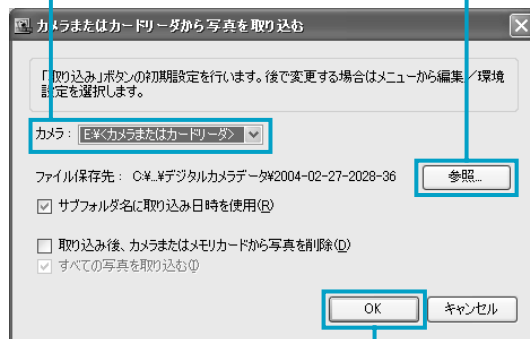 カメラまたはカードリーダから写真を取り込む
「取り込み」ボタンの初期設定を行います。後で変更する場合はメニューから編集／環境
設定を選択します。
カメラ： E:¥<カメラまたはカードリーダ>
ファイル保存先： C:¥...¥デジタルカメラデータ¥2004-02-27-2028-36 参照...
サブフォルダ名に取り込み日時を使用(R)
取り込み後、カメラまたはメモリカードから写真を削除(D)
すべての写真を取り込む(I)
OK キャンセル